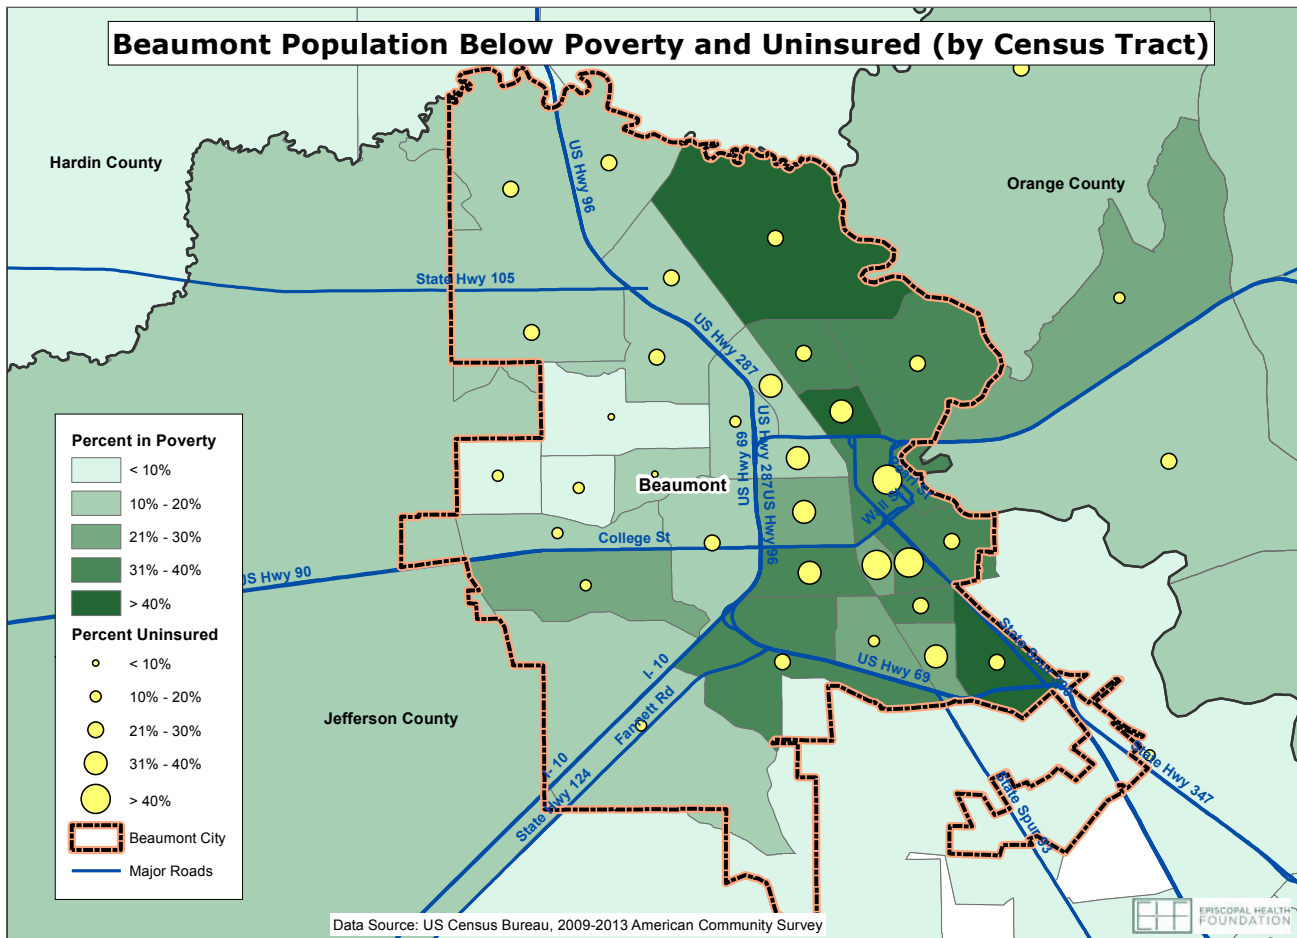 Beaumont Population Below Poverty and Uninsured (by Census Tract)
Hardin County
Orange County
US Hwy 96
State Hwy 105
US Hwy 287
US Hwy 69
US Hwy 287
US Hwy 96
Pearl St
Wall St
Beaumont
College St
US Hwy 90
Percent in Poverty
< 10%
10% - 20%
21% - 30%
31% - 40%
> 40%
Percent Uninsured
< 10%
10% - 20%
21% - 30%
31% - 40%
> 40%
Beaumont City
Major Roads
Jefferson County
I- 10
Fannett Rd
I- 10
State Hwy 124
US Hwy 69
State Spur
State Hwy 347
State Spur 93
Data Source: US Census Bureau, 2009-2013 American Community Survey
EHF
EPISCOPAL HEALTH
FOUNDATION